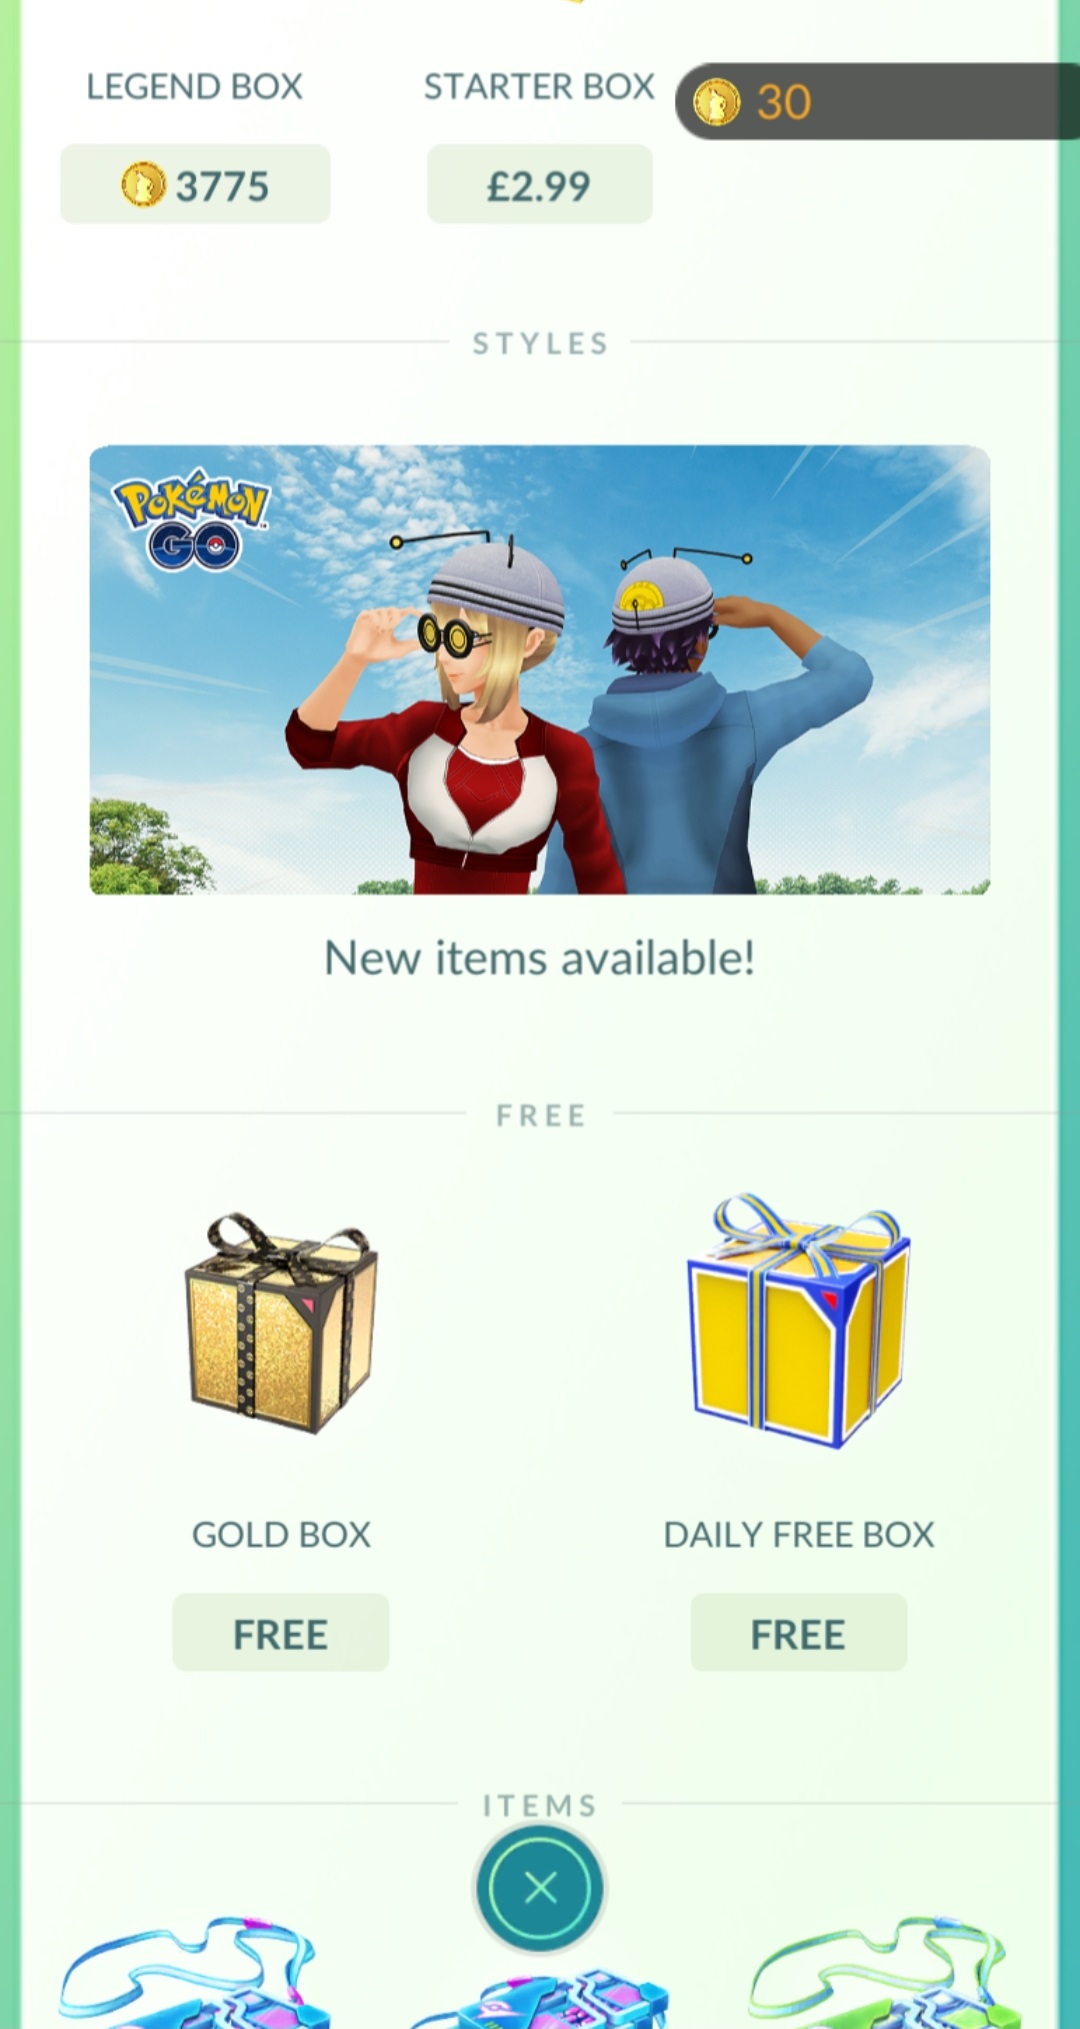 LEGEND BOX
STARTER BOX
30
3775
£2.99
STYLES
POKÉMON
GO
New items available!
FREE
GOLD BOX
DAILY FREE BOX
FREE
FREE
ITEMS